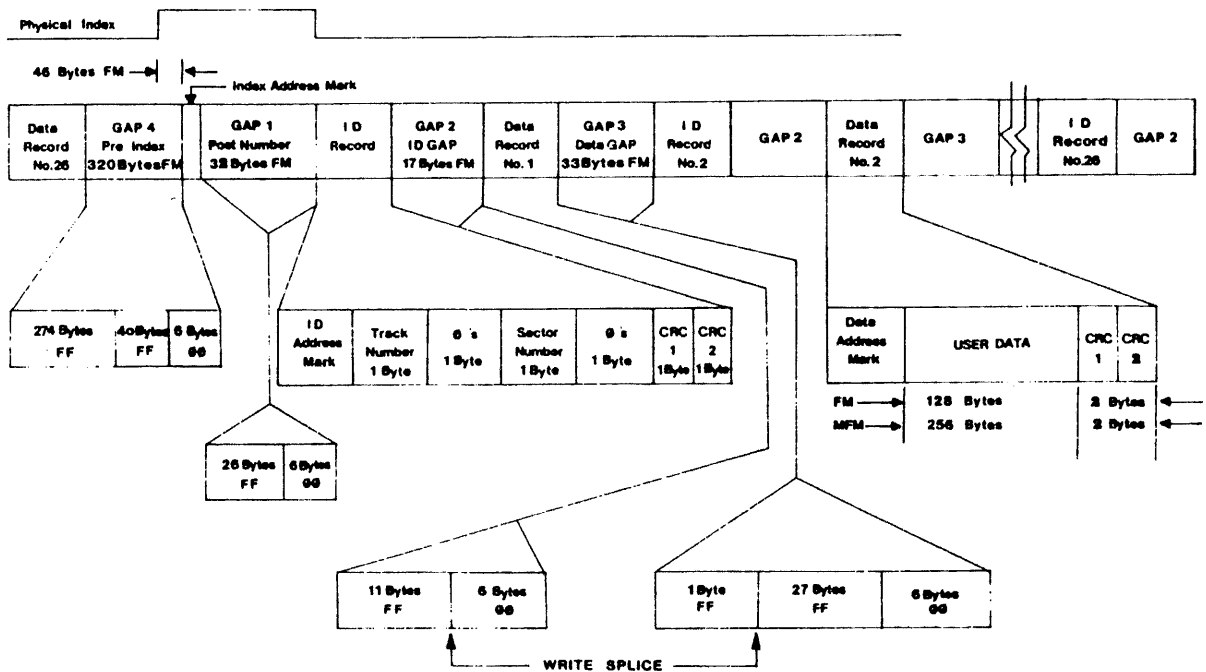 Physical Index
46 Bytes FM
Index Address Mark
Data Record No.26
GAP 4 Pre Index 320 Bytes FM
GAP 1 Post Number 32 Bytes FM
ID Record
GAP 2 ID GAP 17 Bytes FM
Data Record No.1
GAP 3 Data GAP 33 Bytes FM
ID Record No.2
GAP 2
Data Record No.2
GAP 3
ID Record No.26
GAP 2
274 Bytes FF
40 Bytes FF
6 Bytes 00
ID Address Mark
Track Number 1 Byte
0's 1 Byte
Sector Number 1 Byte
0's 1 Byte
CRC 1 1 Byte
CRC 2 1 Byte
Data Address Mark
USER DATA
CRC 1
CRC 2
FM 128 Bytes 2 Bytes
MFM 256 Bytes 2 Bytes
26 Bytes FF
6 Bytes 00
11 Bytes FF
6 Bytes 00
1 Byte FF
27 Bytes FF
6 Bytes 00
WRITE SPLICE